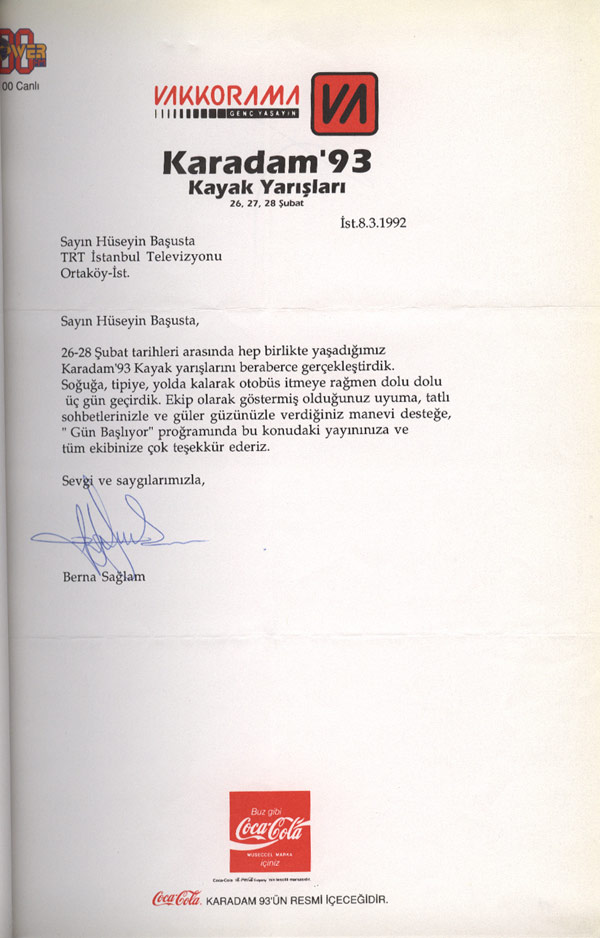 POWER
00 Canlı
VAKKORAMA
GENÇ YAŞAYIN
VA
Karadam'93
Kayak Yarışları
26, 27, 28 Şubat
İst.8.3.1992
Sayın Hüseyin Başusta
TRT İstanbul Televizyonu
Ortaköy-İst.
Sayın Hüseyin Başusta,
26-28 Şubat tarihleri arasında hep birlikte yaşadığımız
Karadam'93 Kayak yarışlarını beraberce gerçekleştirdik.
Soğuğa, tipiye, yolda kalarak otobüs itmeye rağmen dolu dolu
üç gün geçirdik. Ekip olarak göstermiş olduğunuz uyuma, tatlı
sohbetlerinizle ve güler güzünüzle verdiğiniz manevi desteğe,
" Gün Başlıyor" proğramında bu konudaki yayınınıza ve
tüm ekibinize çok teşekkür ederiz.
Sevgi ve saygılarımızla,
Berna Sağlam
Buz gibi
Coca-Cola
MÜSECCEL MARKA
içiniz
Coca-Cola. KARADAM 93'ÜN RESMİ İÇECEĞİDİR.